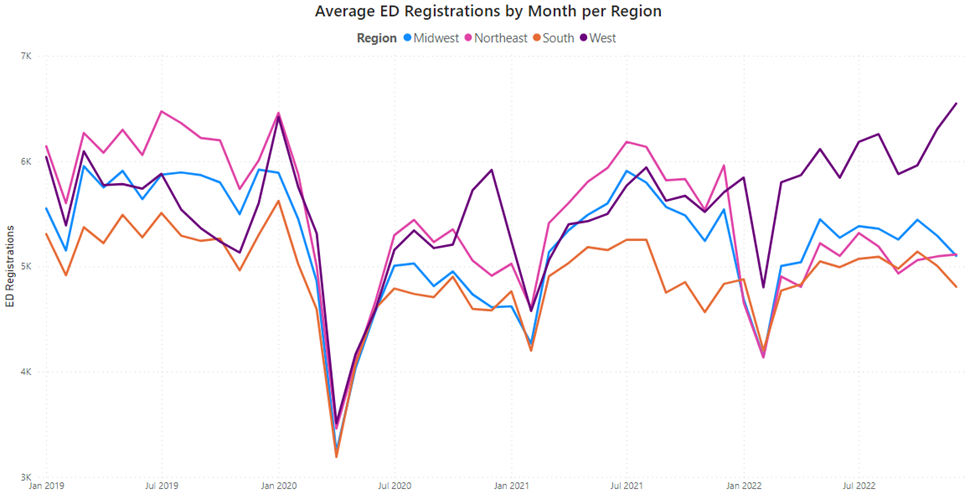 Average ED Registrations by Month per Region
Region Midwest Northeast South West
7K
6K
5K
4K
3K
ED Registrations
Jan 2019 Jul 2019 Jan 2020 Jul 2020 Jan 2021 Jul 2021 Jan 2022 Jul 2022